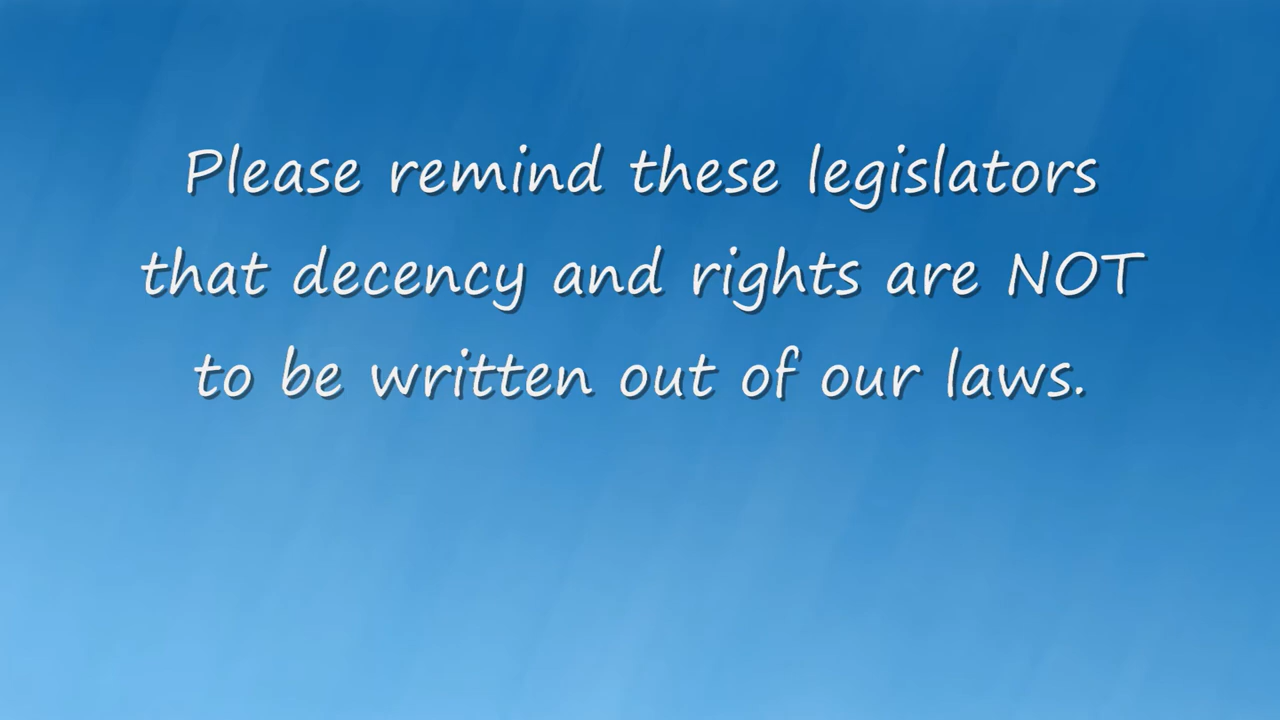 Please remind these legislators
that decency and rights are NOT
to be written out of our laws.